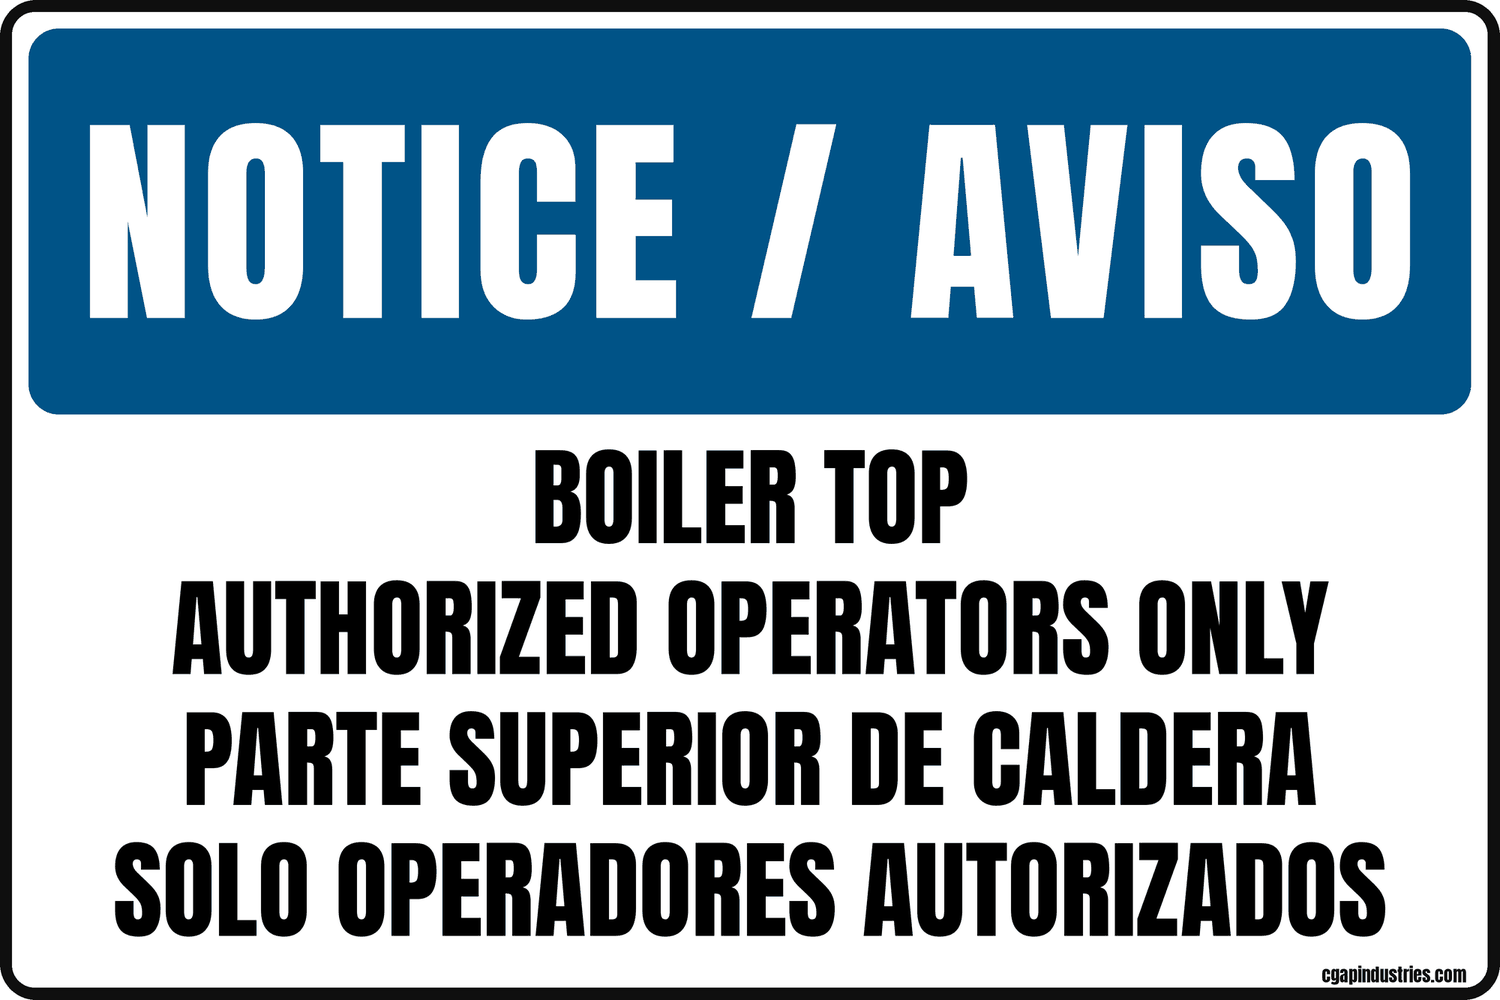 NOTICE / AVISO
BOILER TOP
AUTHORIZED OPERATORS ONLY
PARTE SUPERIOR DE CALDERA
SOLO OPERADORES AUTORIZADOS
cgapindustries.com